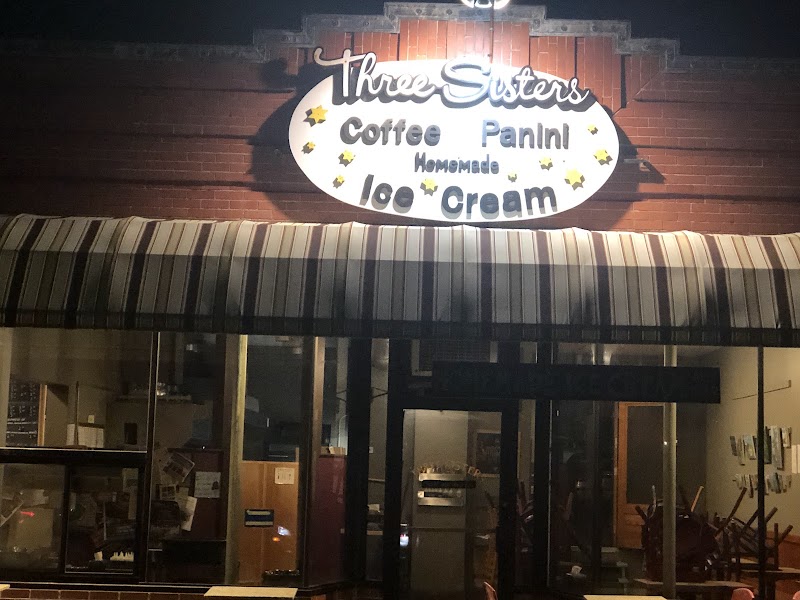 Three Sisters
Coffee Panini
Homemade
Ice Cream